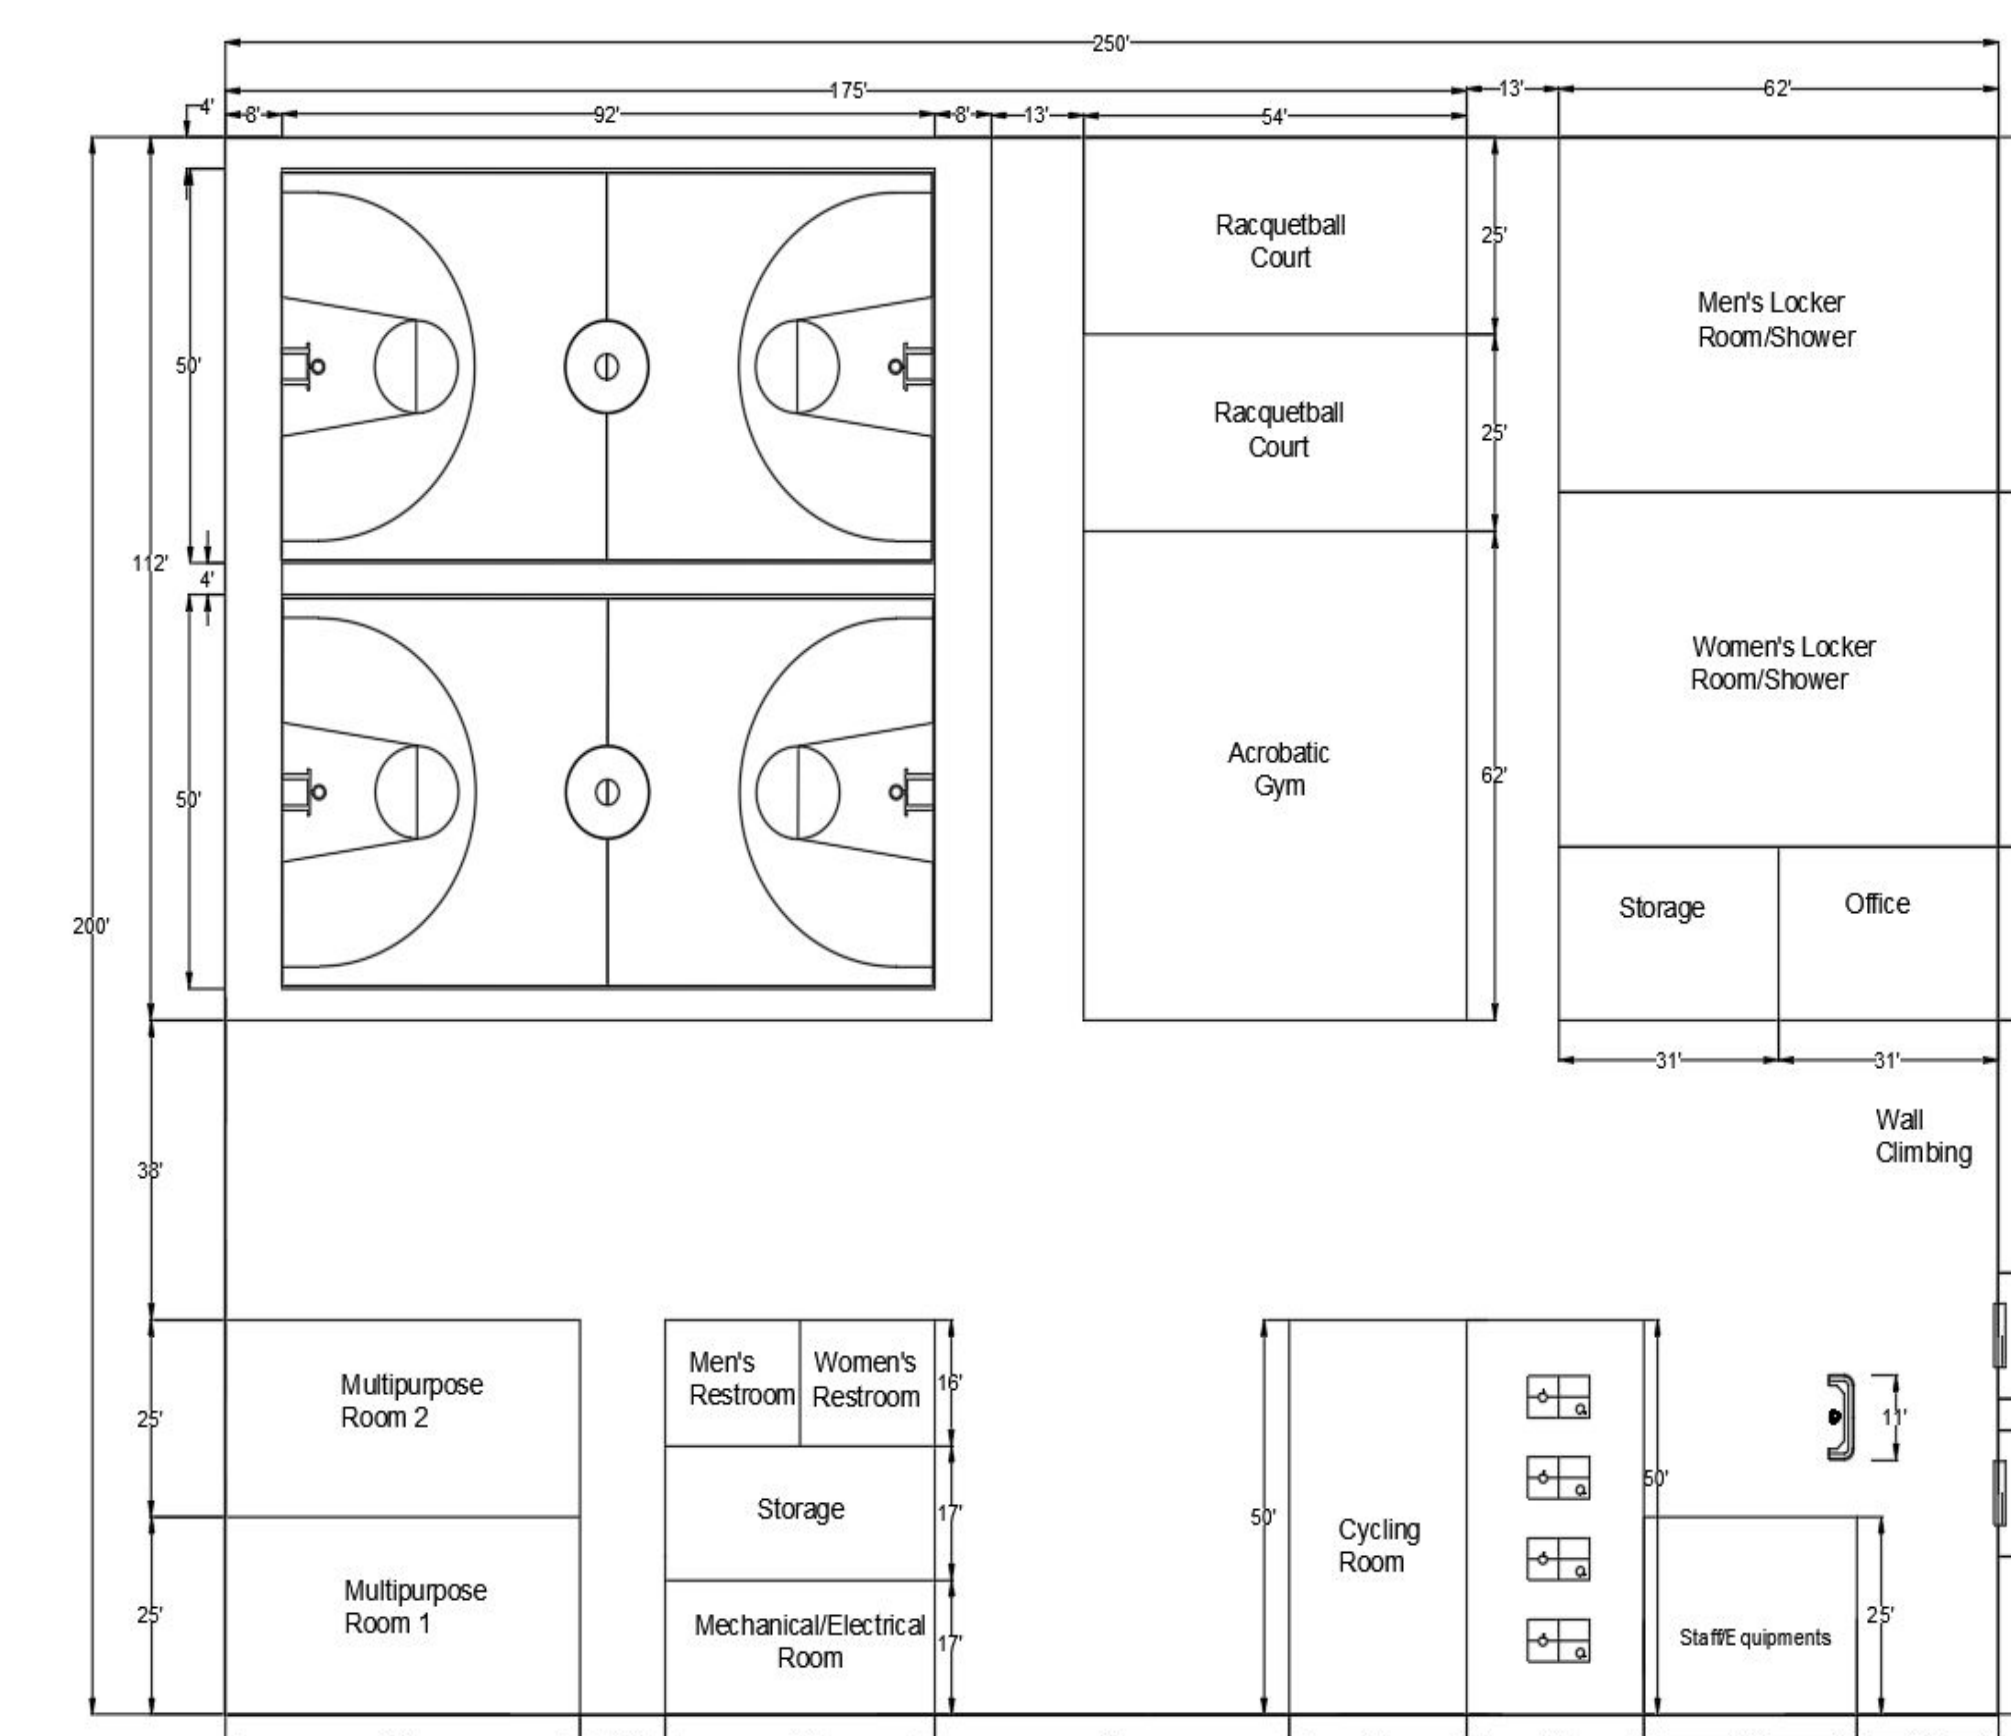 250'
175'
13'
62'
4'
8'
92'
8'
13'
54'
Racquetball
Court
25'
Men's Locker
Room/Shower
50'
Racquetball
Court
25'
112'
4'
Women's Locker
Room/Shower
Acrobatic
Gym
62'
50'
200'
Storage
Office
31'
31'
Wall
Climbing
38'
Multipurpose
Room 2
25'
Men's
Restroom
Women's
Restroom
16'
11'
Storage
17'
50'
Cycling
Room
50'
Multipurpose
Room 1
25'
Mechanical/Electrical
Room
17'
Staff/Equipments
25'